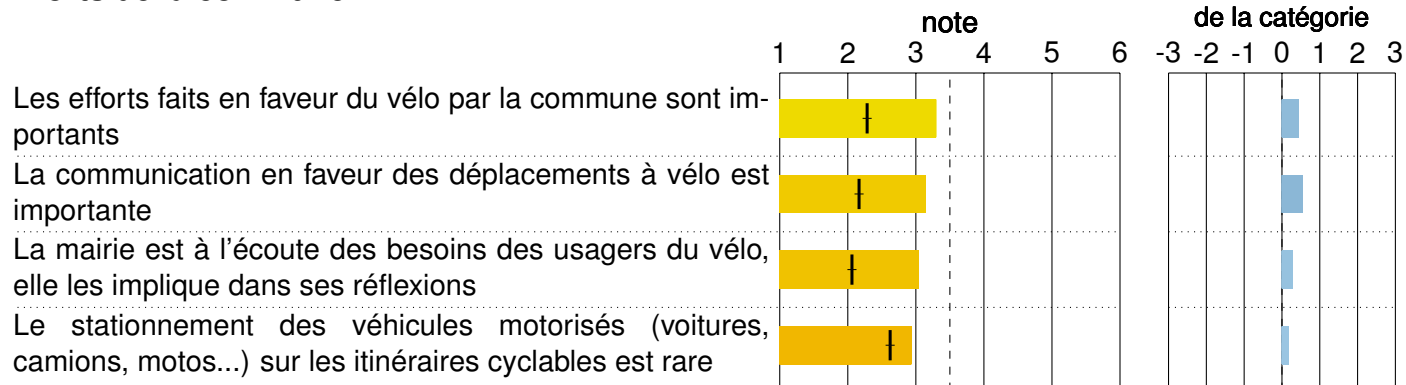 note
de la catégorie
1 2 3 4 5 6
-3 -2 -1 0 1 2 3
Les efforts faits en faveur du vélo par la commune sont im-
portants
La communication en faveur des déplacements à vélo est
importante
La mairie est à l'écoute des besoins des usagers du vélo,
elle les implique dans ses réflexions
Le stationnement des véhicules motorisés (voitures,
camions, motos...) sur les itinéraires cyclables est rare